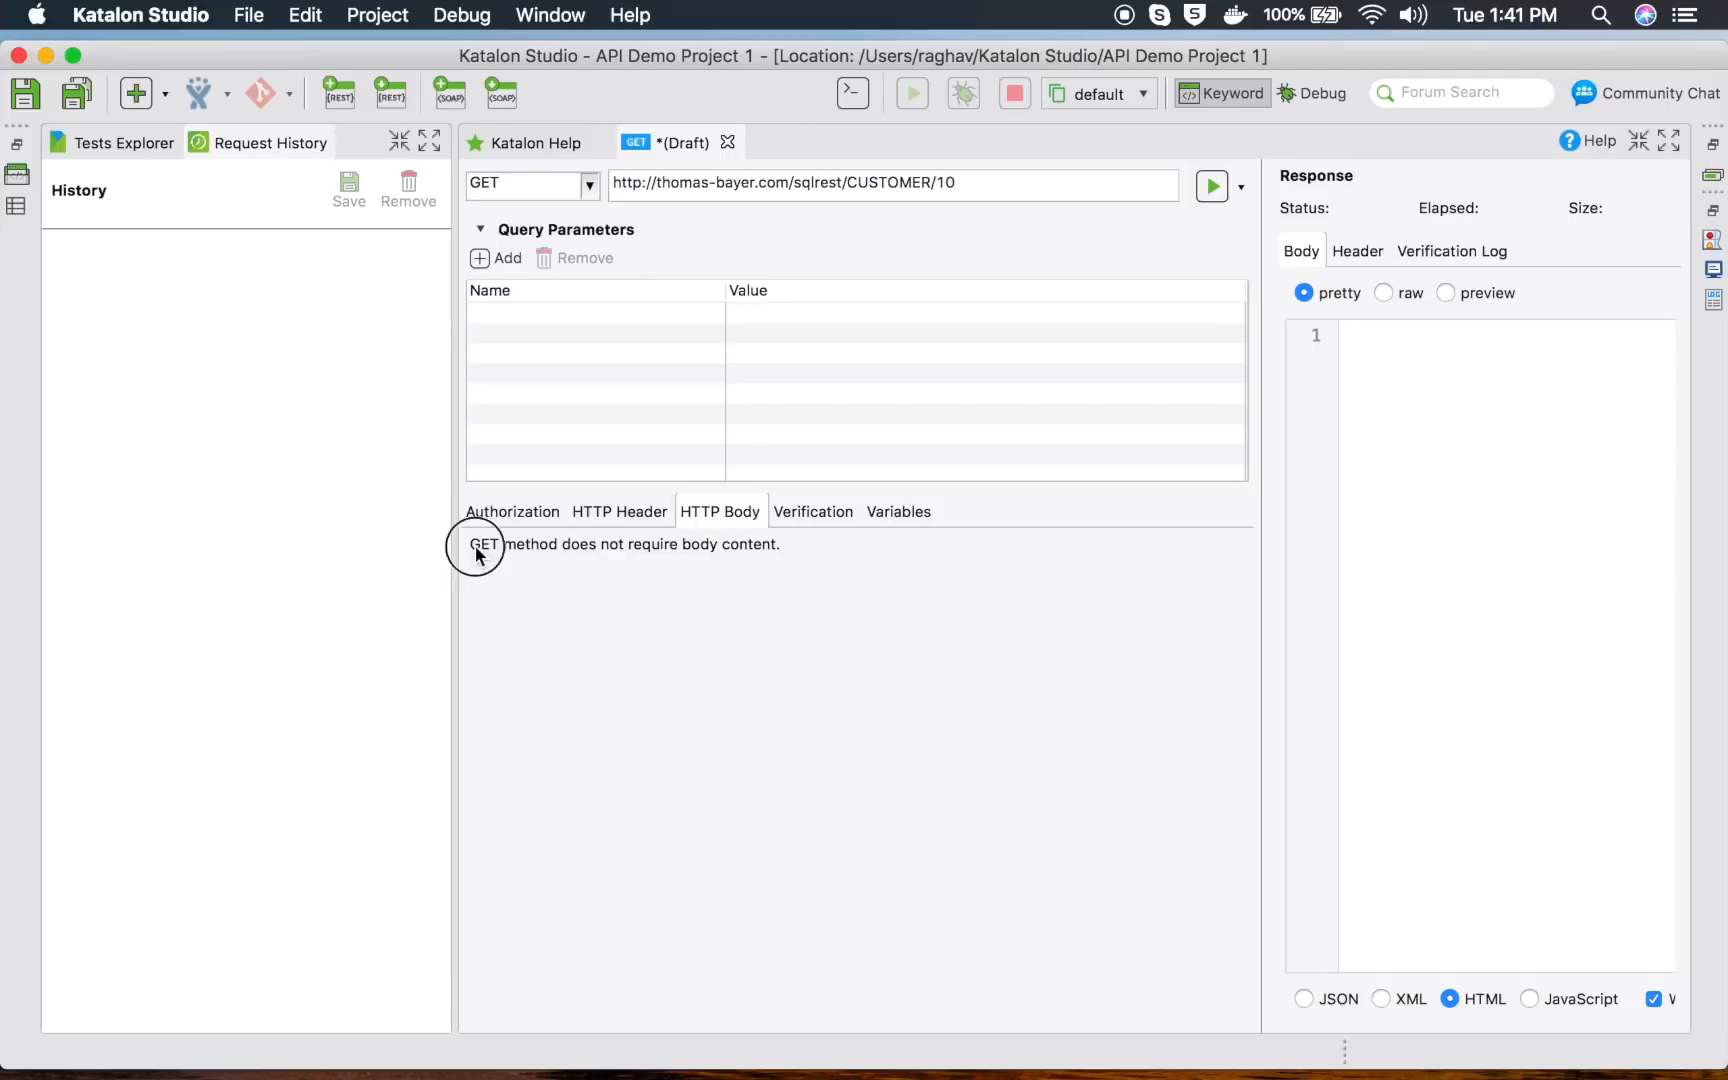 Katalon Studio File Edit Project Debug Window Help 100% Tue 1:41 PM
Katalon Studio - API Demo Project 1 - [Location: /Users/raghav/Katalon Studio/API Demo Project 1]
{REST} {REST} {SOAP} {SOAP} default Keyword Debug Forum Search Community Chat
Tests Explorer Request History
History
Save Remove
Katalon Help GET *(Draft) Help
GET http://thomas-bayer.com/sqlrest/CUSTOMER/10
Query Parameters
Add Remove
Name Value
Authorization HTTP Header HTTP Body Verification Variables
GET method does not require body content.
Response
Status: Elapsed: Size:
Body Header Verification Log
pretty raw preview
1
JSON XML HTML JavaScript